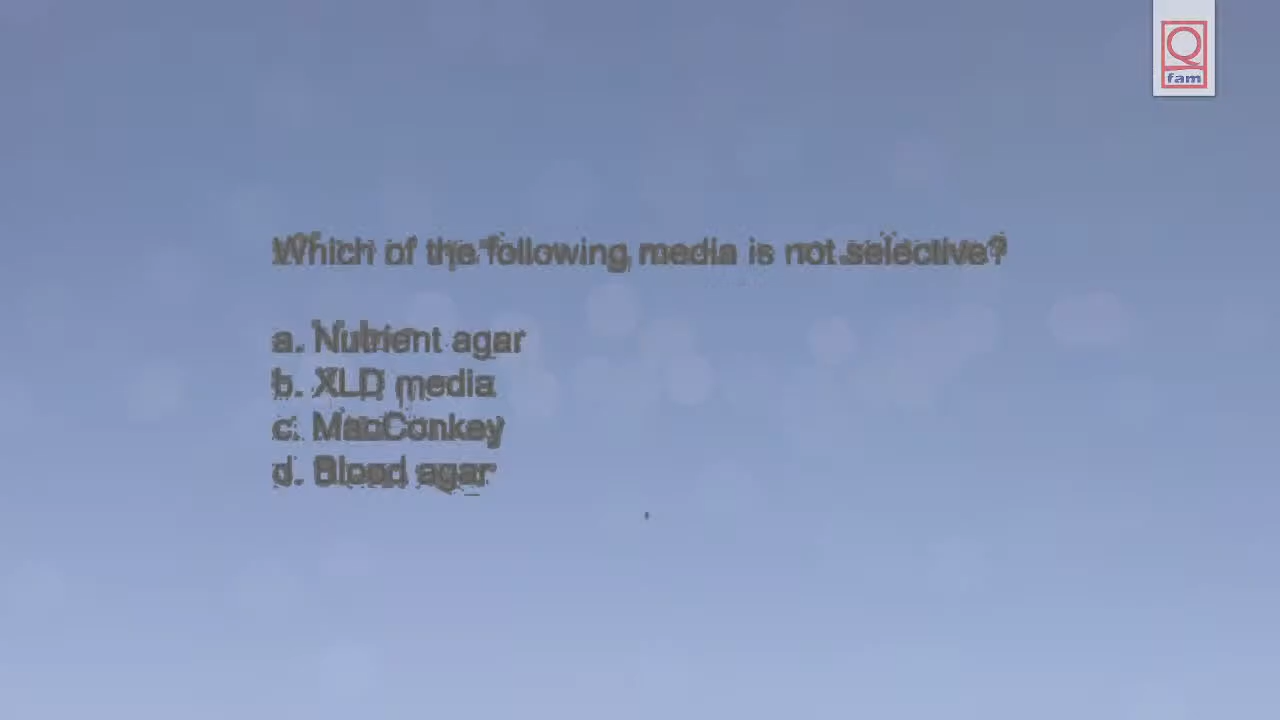 Q
fam
Which of the following media is not selective?
a. Nutrient agar
b. XLD media
c. MacConkey
d. Blood agar